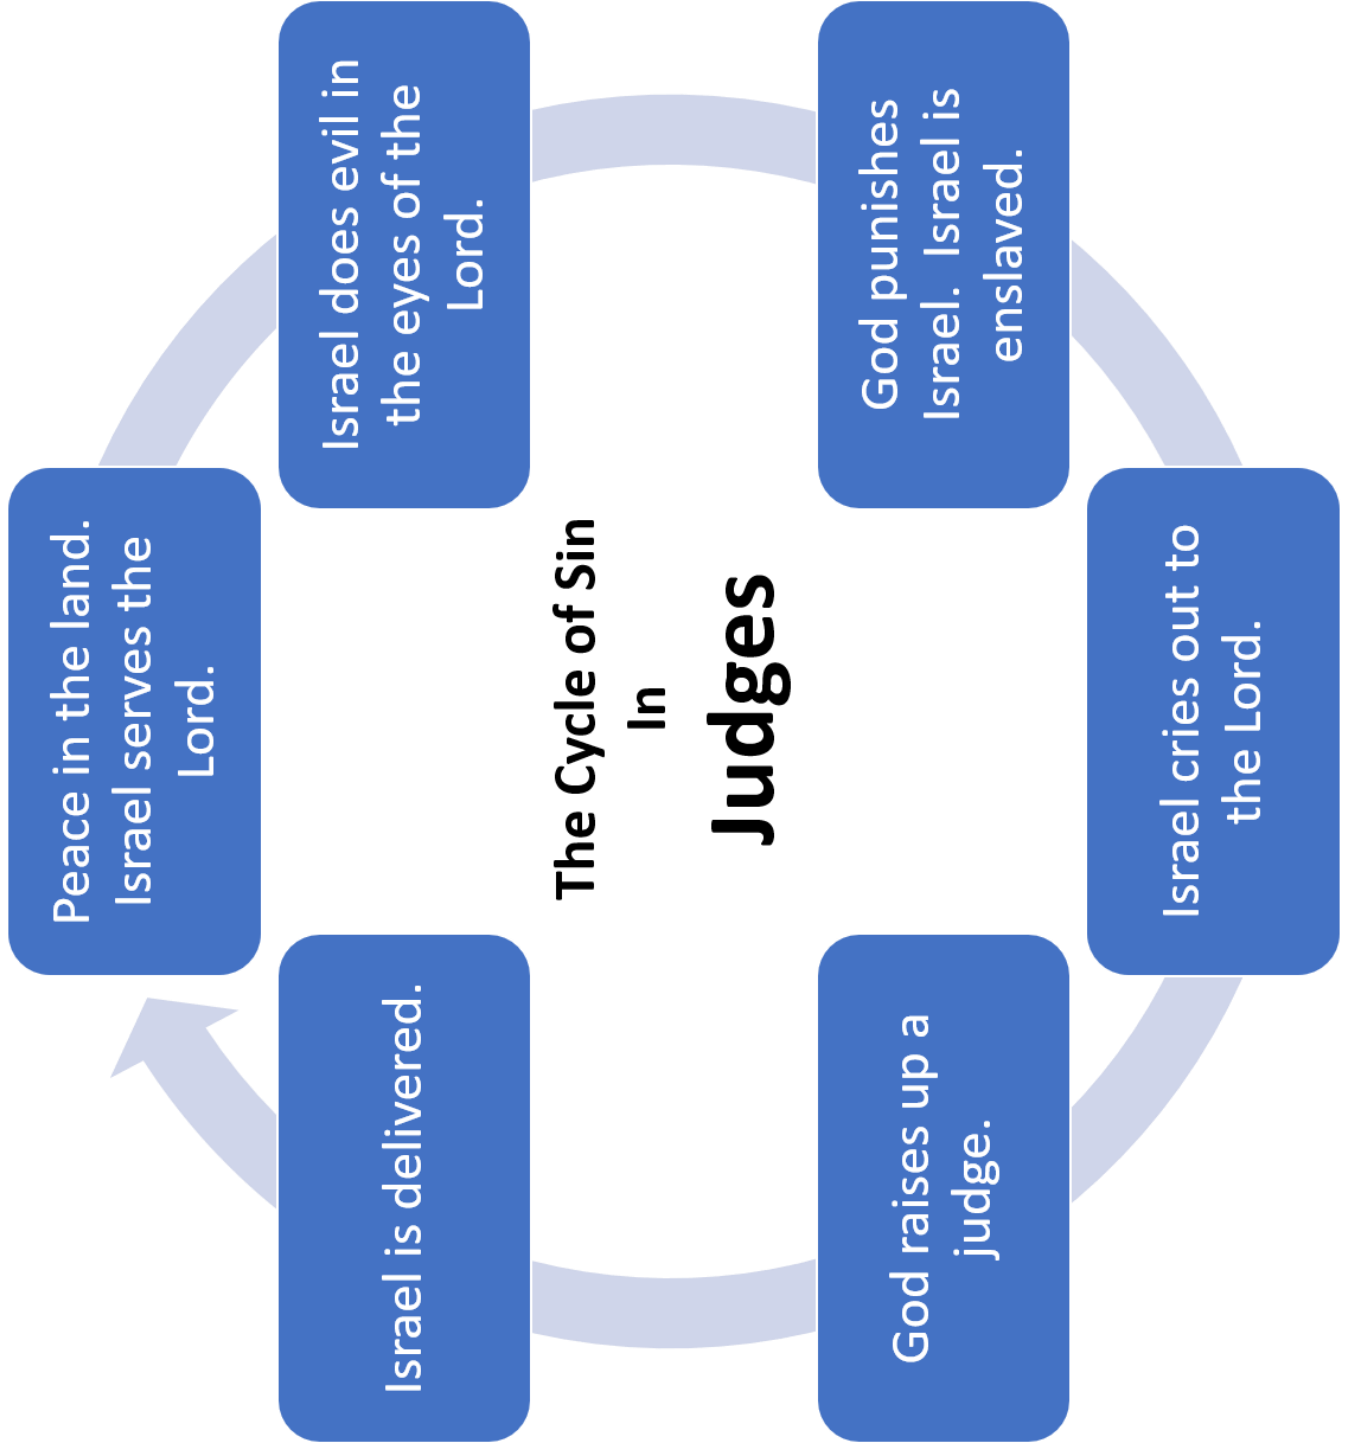 Peace in the land.
Israel serves the
Lord.
Israel does evil in
the eyes of the
Lord.
God punishes
Israel.  Israel is
enslaved.
Israel cries out to
the Lord.
God raises up a
judge.
Israel is delivered.
The Cycle of Sin
In
Judges